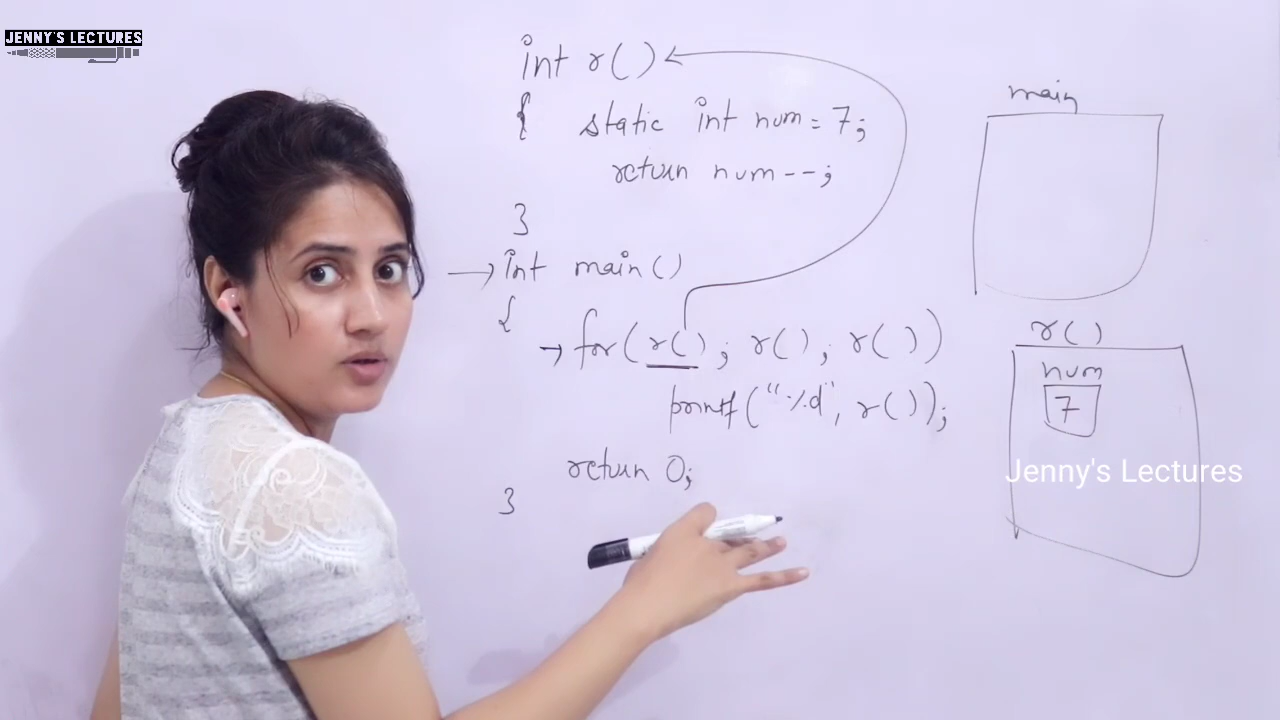 JENNY'S LECTURES
int r()
{ static int num = 7;
return num--;
}
int main()
{
for(r(); r(); r())
printf("%d", r());
return 0;
}
main
r()
num
7
Jenny's Lectures